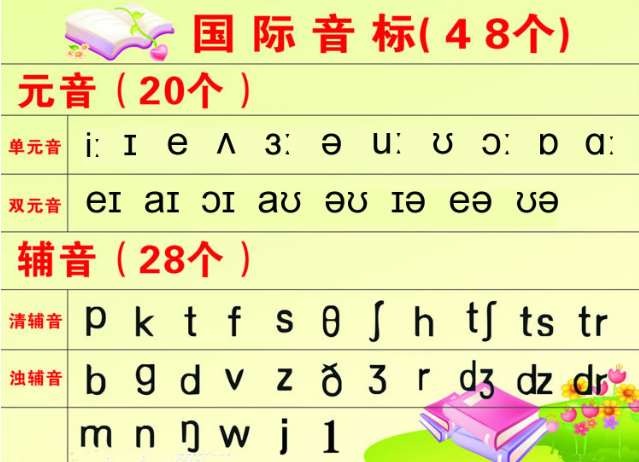 国际音标(48个)
元音（20个）
单元音 iː ɪ e ʌ ɜː ə uː ʊ ɔː ɒ ɑː
双元音 eɪ aɪ ɔɪ aʊ əʊ ɪə eə ʊə
辅音（28个）
清辅音 p k t f s θ ʃ h tʃ ts tr
浊辅音 b g d v z ð ʒ r dʒ dz dr
m n ŋ w j l